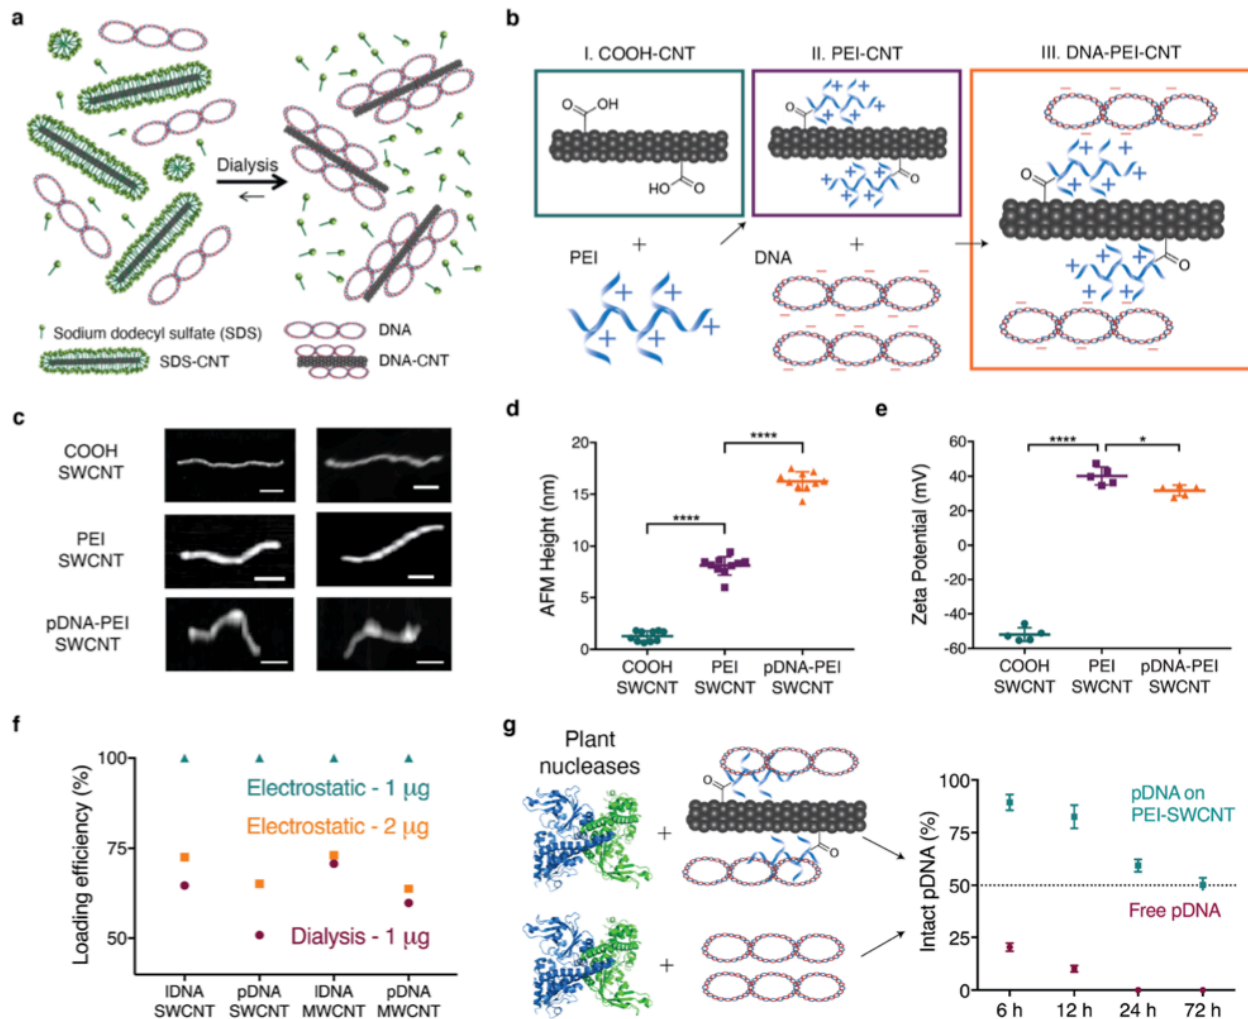 a
Dialysis
Sodium dodecyl sulfate (SDS)
SDS-CNT
DNA
DNA-CNT
b
I. COOH-CNT
II. PEI-CNT
III. DNA-PEI-CNT
O
OH
HO
O
O
O
O
O
+
+
PEI
DNA
c
COOH
SWCNT
PEI
SWCNT
pDNA-PEI
SWCNT
d
AFM Height (nm)
20
15
10
5
0
****
****
COOH
SWCNT
PEI
SWCNT
pDNA-PEI
SWCNT
e
Zeta Potential (mV)
60
40
20
0
-20
-40
-60
****
*
COOH
SWCNT
PEI
SWCNT
pDNA-PEI
SWCNT
f
Loading efficiency (%)
100
75
50
Electrostatic - 1 µg
Electrostatic - 2 µg
Dialysis - 1 µg
lDNA
SWCNT
pDNA
SWCNT
lDNA
MWCNT
pDNA
MWCNT
g
Plant
nucleases
+
O
O
+
Intact pDNA (%)
100
75
50
25
0
pDNA on
PEI-SWCNT
Free pDNA
6 h
12 h
24 h
72 h